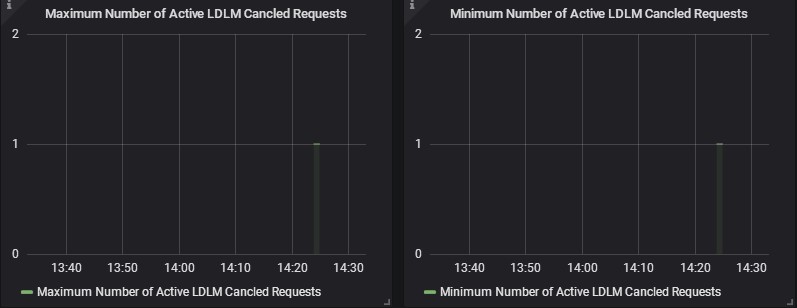 Maximum Number of Active LDLM Cancled Requests
2
1
0
13:40 13:50 14:00 14:10 14:20 14:30
Maximum Number of Active LDLM Cancled Requests
Minimum Number of Active LDLM Cancled Requests
2
1
0
13:40 13:50 14:00 14:10 14:20 14:30
Minimum Number of Active LDLM Cancled Requests